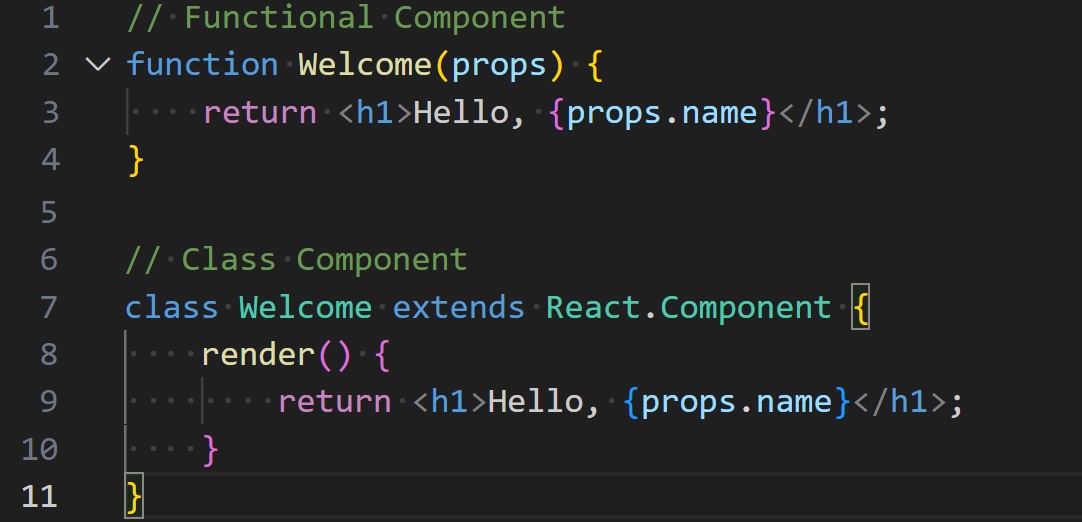 1 // Functional Component
2 function Welcome(props) {
3     return <h1>Hello, {props.name}</h1>;
4 }
5
6 // Class Component
7 class Welcome extends React.Component {
8     render() {
9         return <h1>Hello, {props.name}</h1>;
10     }
11 }